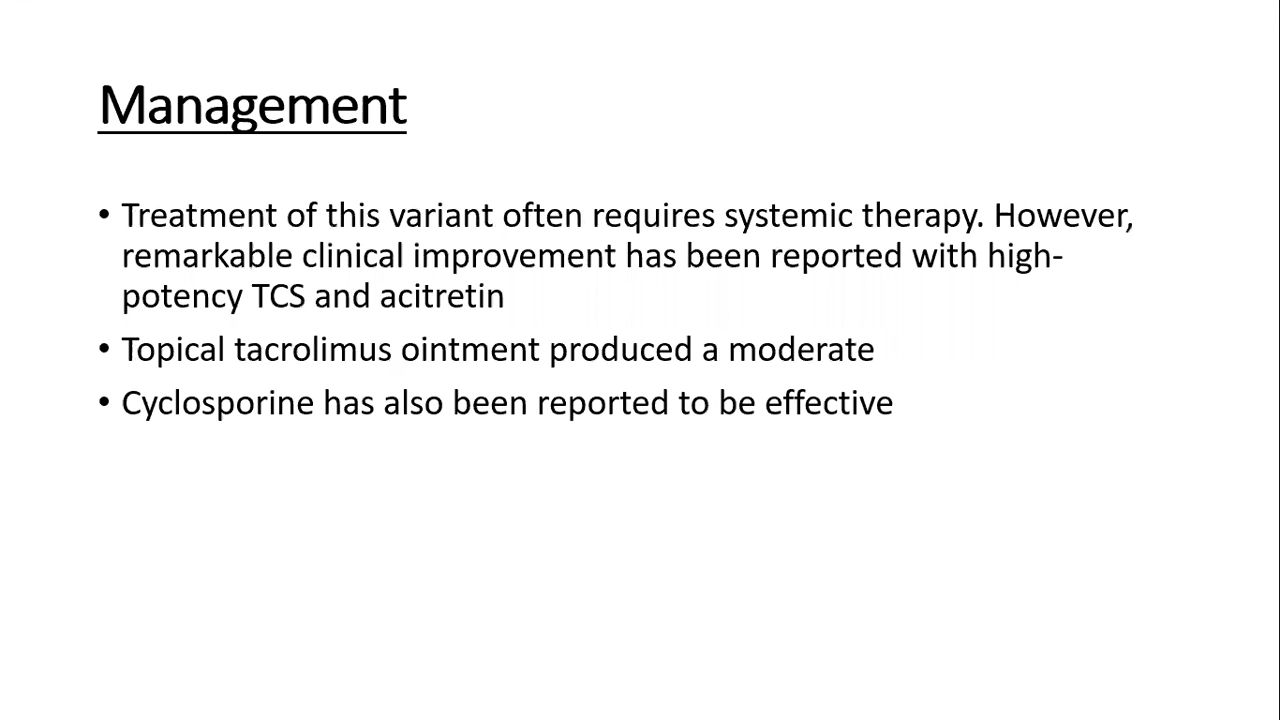 Management
• Treatment of this variant often requires systemic therapy. However,
remarkable clinical improvement has been reported with high-
potency TCS and acitretin
• Topical tacrolimus ointment produced a moderate
• Cyclosporine has also been reported to be effective